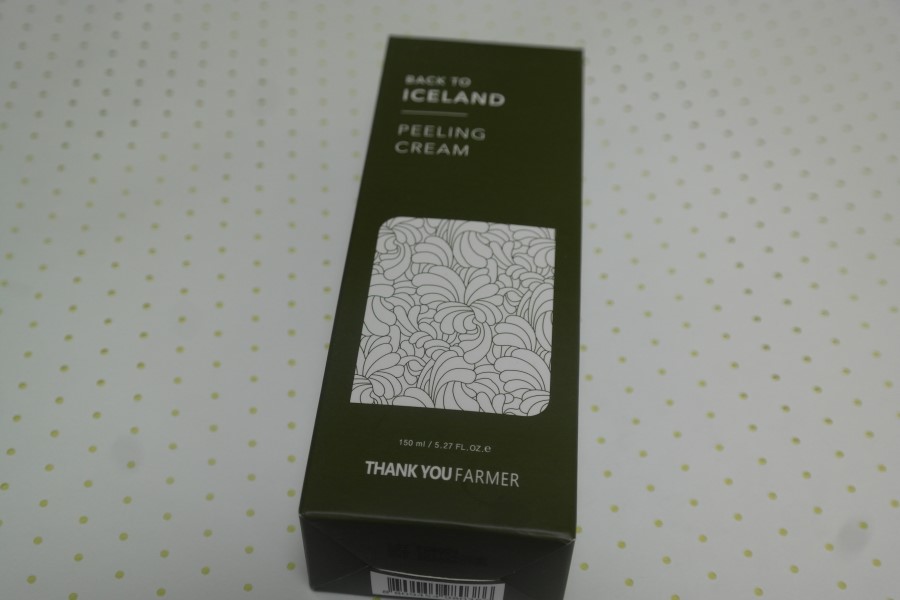 BACK TO
ICELAND
PEELING
CREAM
150 ml / 5.27 FL.OZ.℮
THANK YOU FARMER